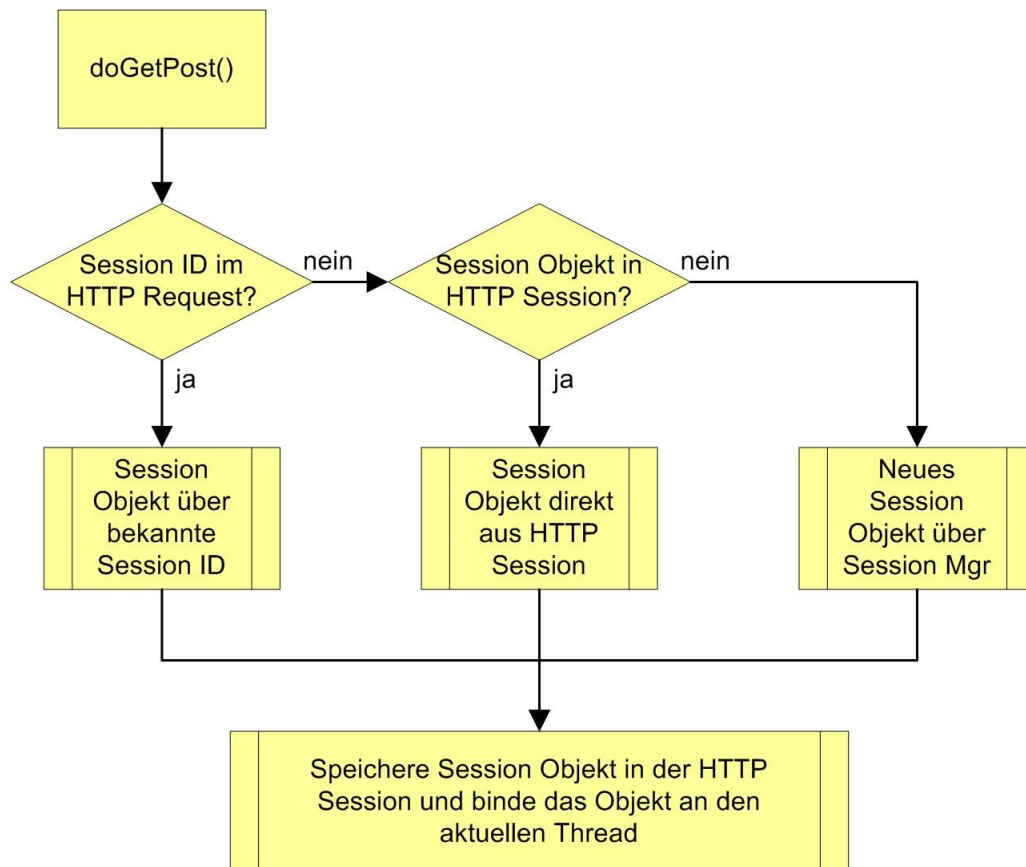 doGetPost()
Session ID im
HTTP Request?
nein
Session Objekt in
HTTP Session?
nein
ja
ja
Session
Objekt über
bekannte
Session ID
Session
Objekt direkt
aus HTTP
Session
Neues
Session
Objekt über
Session Mgr
Speichere Session Objekt in der HTTP
Session und binde das Objekt an den
aktuellen Thread